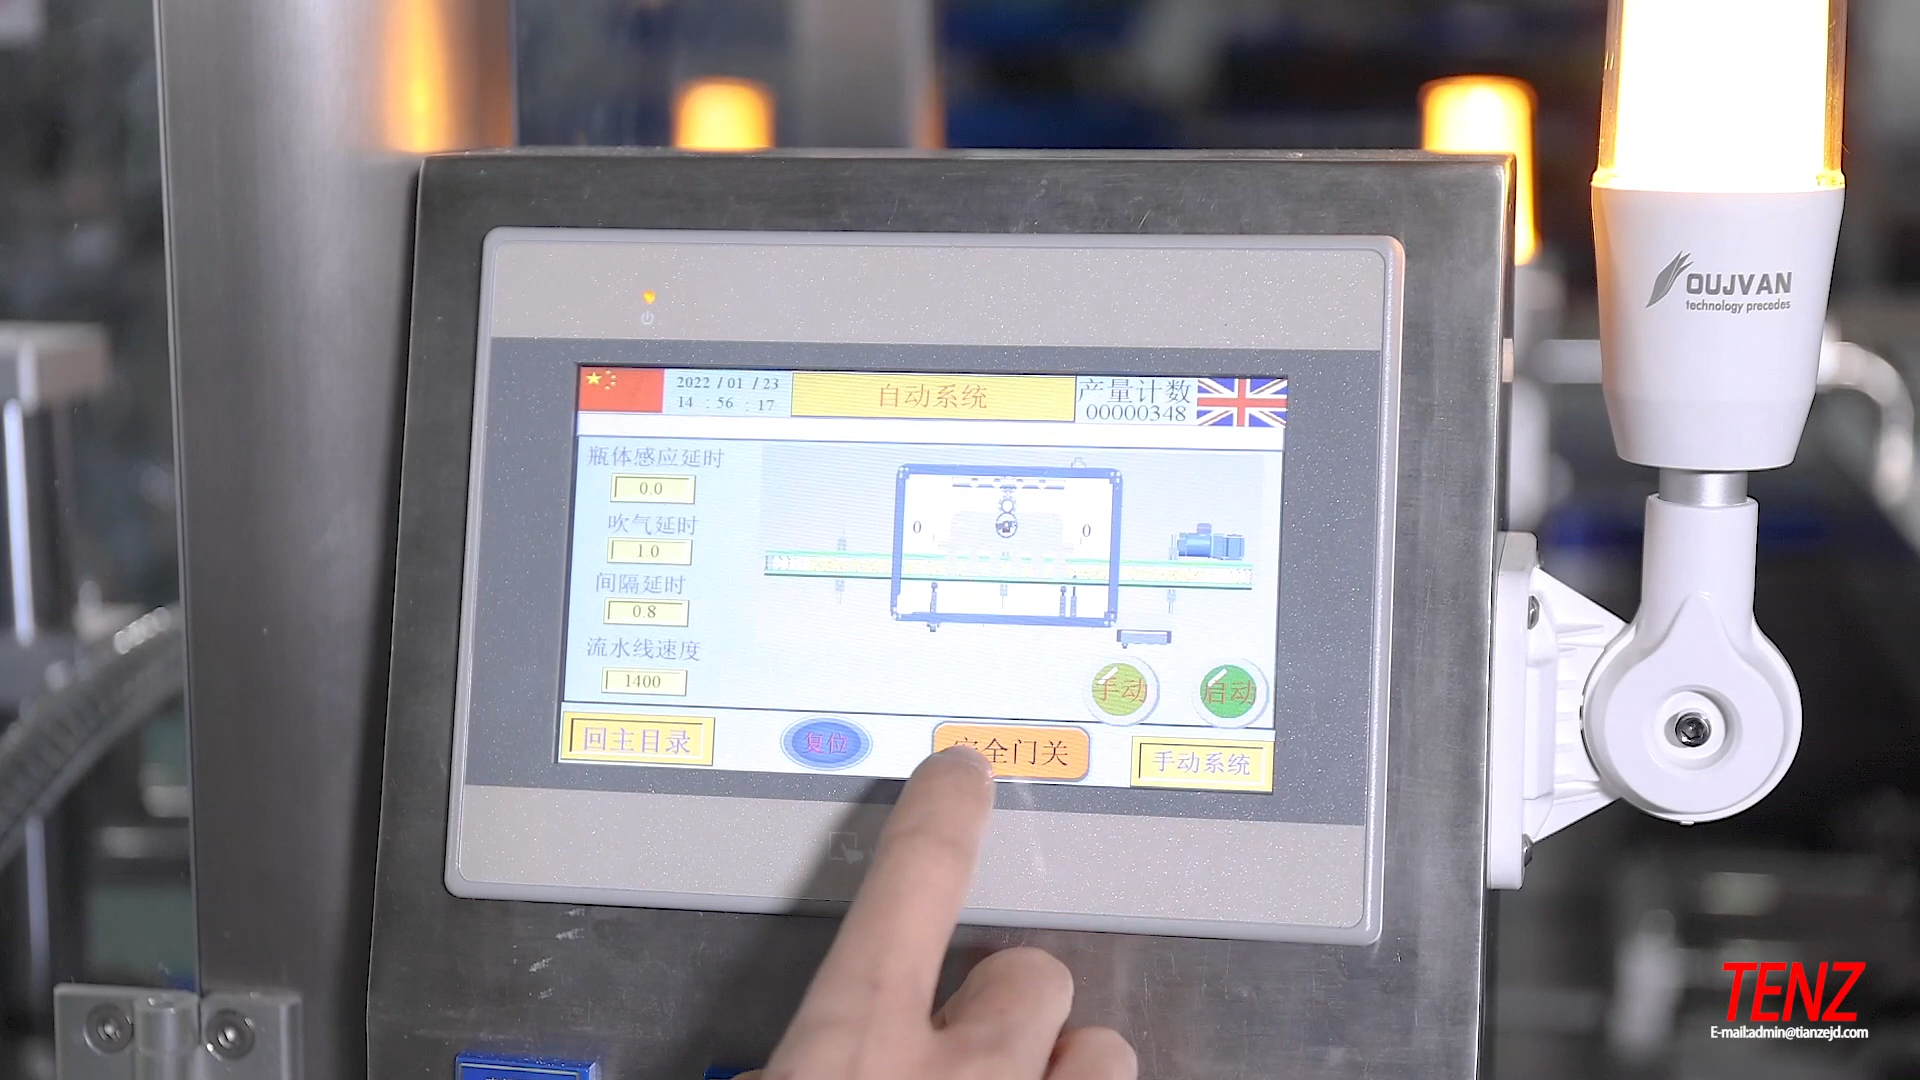 OUJVAN
technology precedes
2022 / 01 / 23
14 : 56 : 17
自动系统
产量计数
00000348
瓶体感应延时
0.0
吹气延时
1.0
间隔延时
0.8
流水线速度
1400
0
0
手动
启动
回主目录
复位
安全门关
手动系统
TENZ
E-mail:admin@tianzejd.com